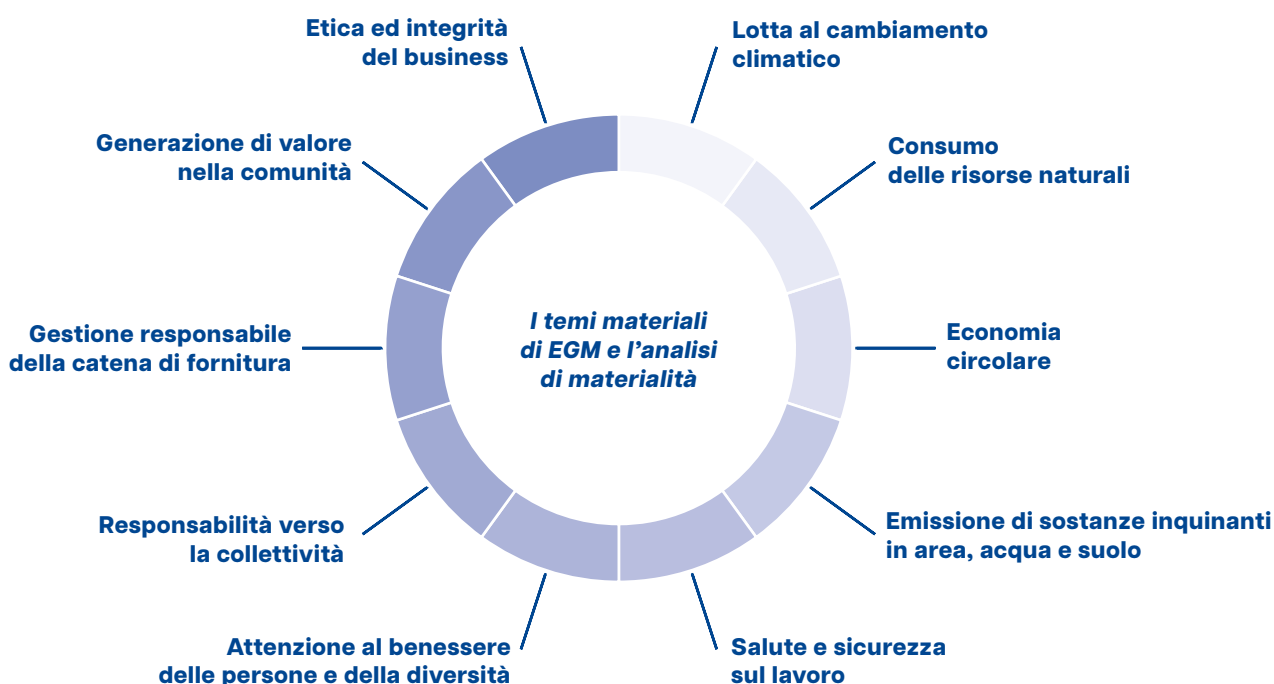 Etica ed integrità
del business
Lotta al cambiamento
climatico
Generazione di valore
nella comunità
Consumo
delle risorse naturali
Gestione responsabile
della catena di fornitura
I temi materiali
di EGM e l’analisi
di materialità
Economia
circolare
Responsabilità verso
la collettività
Emissione di sostanze inquinanti
in area, acqua e suolo
Attenzione al benessere
delle persone e della diversità
Salute e sicurezza
sul lavoro